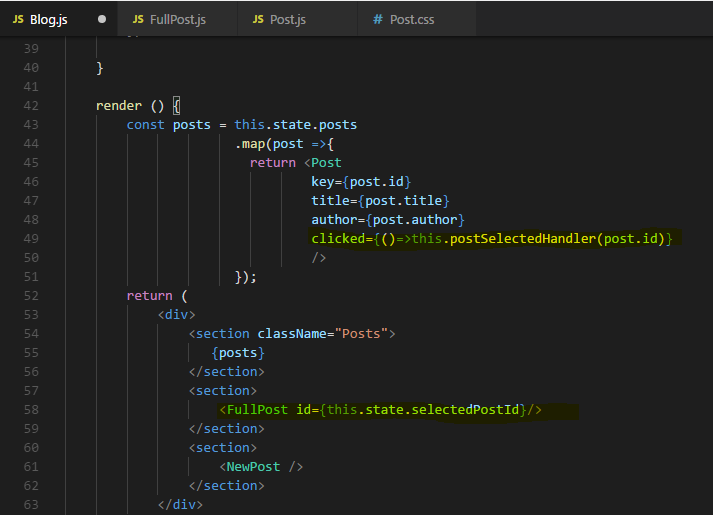 JS Blog.js ● JS FullPost.js JS Post.js # Post.css
39
40 }
41
42 render () {
43 const posts = this.state.posts
44 .map(post =>{
45 return <Post
46 key={post.id}
47 title={post.title}
48 author={post.author}
49 clicked={()=>this.postSelectedHandler(post.id)}
50 />
51 });
52 return (
53 <div>
54 <section className="Posts">
55 {posts}
56 </section>
57 <section>
58 <FullPost id={this.state.selectedPostId}/>
59 </section>
60 <section>
61 <NewPost />
62 </section>
63 </div>